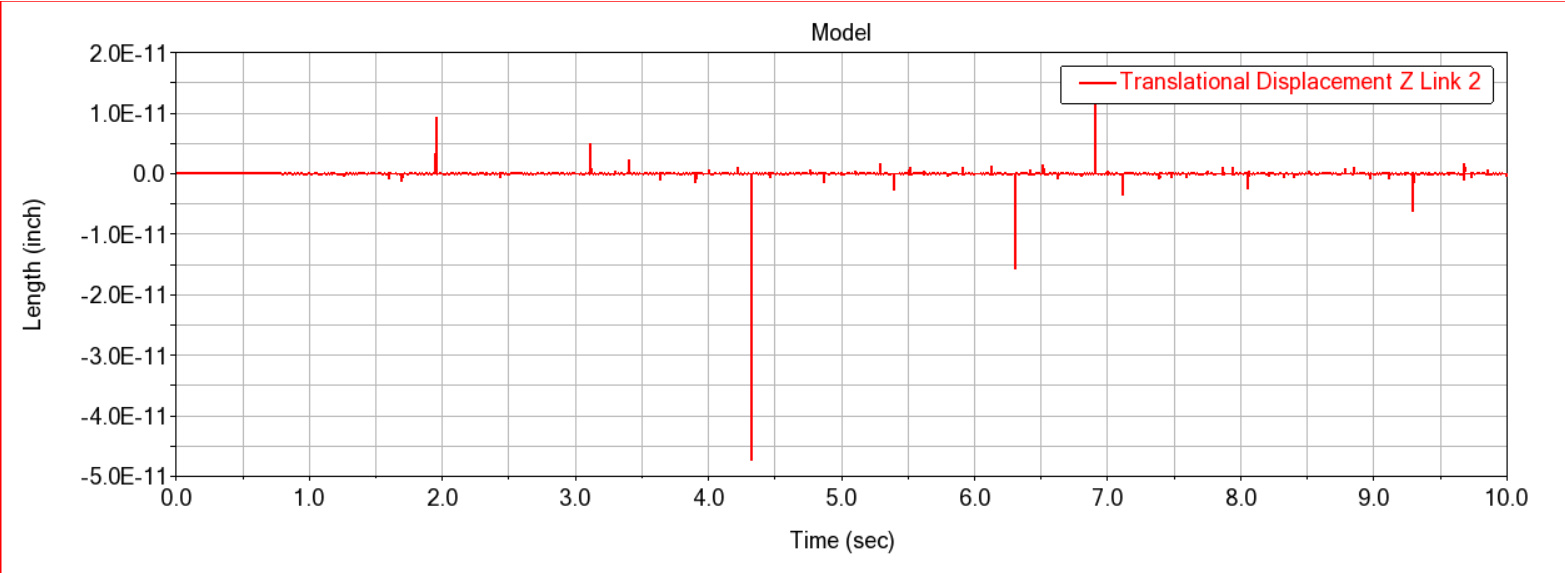 Model
Translational Displacement Z Link 2
2.0E-11
1.0E-11
0.0
-1.0E-11
-2.0E-11
-3.0E-11
-4.0E-11
-5.0E-11
Length (inch)
0.0 1.0 2.0 3.0 4.0 5.0 6.0 7.0 8.0 9.0 10.0
Time (sec)